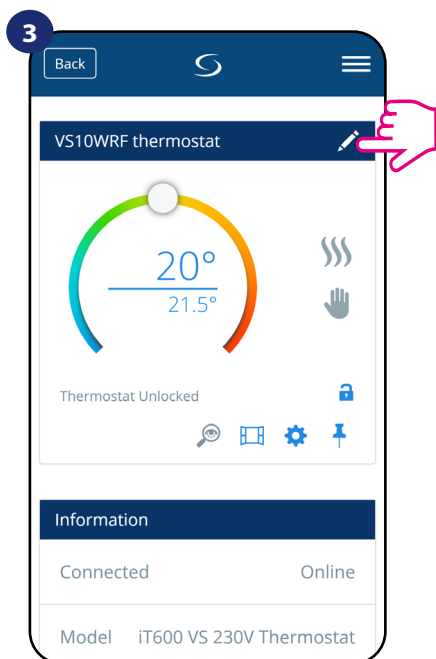 3
Back
VS10WRF thermostat
20°
21.5°
Thermostat Unlocked
Information
Connected Online
Model iT600 VS 230V Thermostat